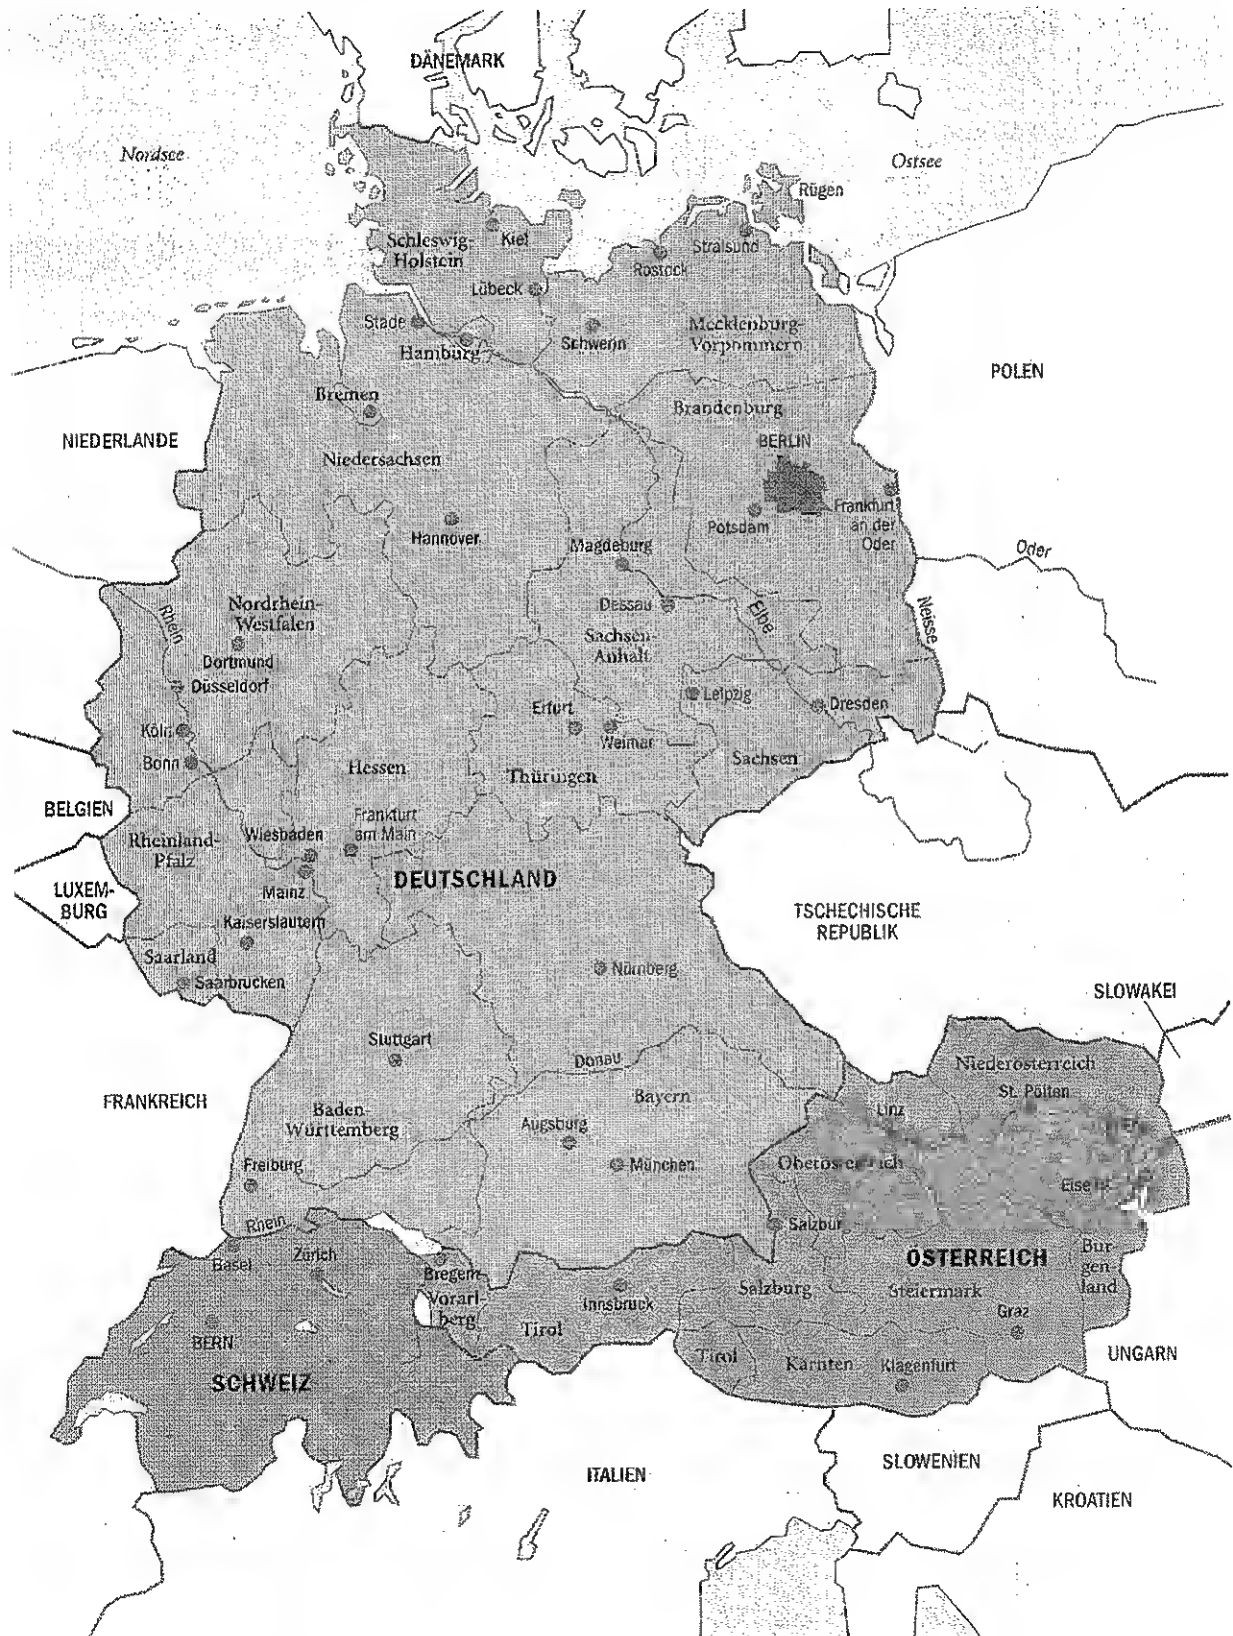 DÄNEMARK
Nordsee
Ostsee
Rügen
Schleswig-
Holstein
Kiel
Stralsund
Rostock
Lübeck
Stade
Hamburg
Schwerin
Mecklenburg-
Vorpommern
POLEN
Bremen
Brandenburg
NIEDERLANDE
BERLIN
Niedersachsen
Potsdam
Frankfurt
an der
Oder
Hannover
Magdeburg
Oder
Rhein
Nordrhein-
Westfalen
Dessau
Elbe
Neisse
Sachsen-
Anhalt
Dortmund
Düsseldorf
Leipzig
Erfurt
Dresden
Köln
Weimar
Bonn
Hessen
Thüringen
Sachsen
BELGIEN
Frankfurt
am Main
Wiesbaden
Rheinland-
Pfalz
LUXEM-
BURG
Mainz
DEUTSCHLAND
Kaiserslautern
TSCHECHISCHE
REPUBLIK
Saarland
Saarbrücken
Nürnberg
SLOWAKEI
Stuttgart
Donau
Niederösterreich
St. Pölten
FRANKREICH
Baden-
Württemberg
Bayern
Linz
Augsburg
Freiburg
München
Oberösterreich
Rhein
Salzburg
Basel
Zürich
Bregenz
ÖSTERREICH
Bur-
gen-
land
Vorarl-
berg
Innsbruck
Salzburg
Steiermark
BERN
Tirol
Graz
Tirol
Kärnten
Klagenfurt
UNGARN
SCHWEIZ
ITALIEN
SLOWENIEN
KROATIEN